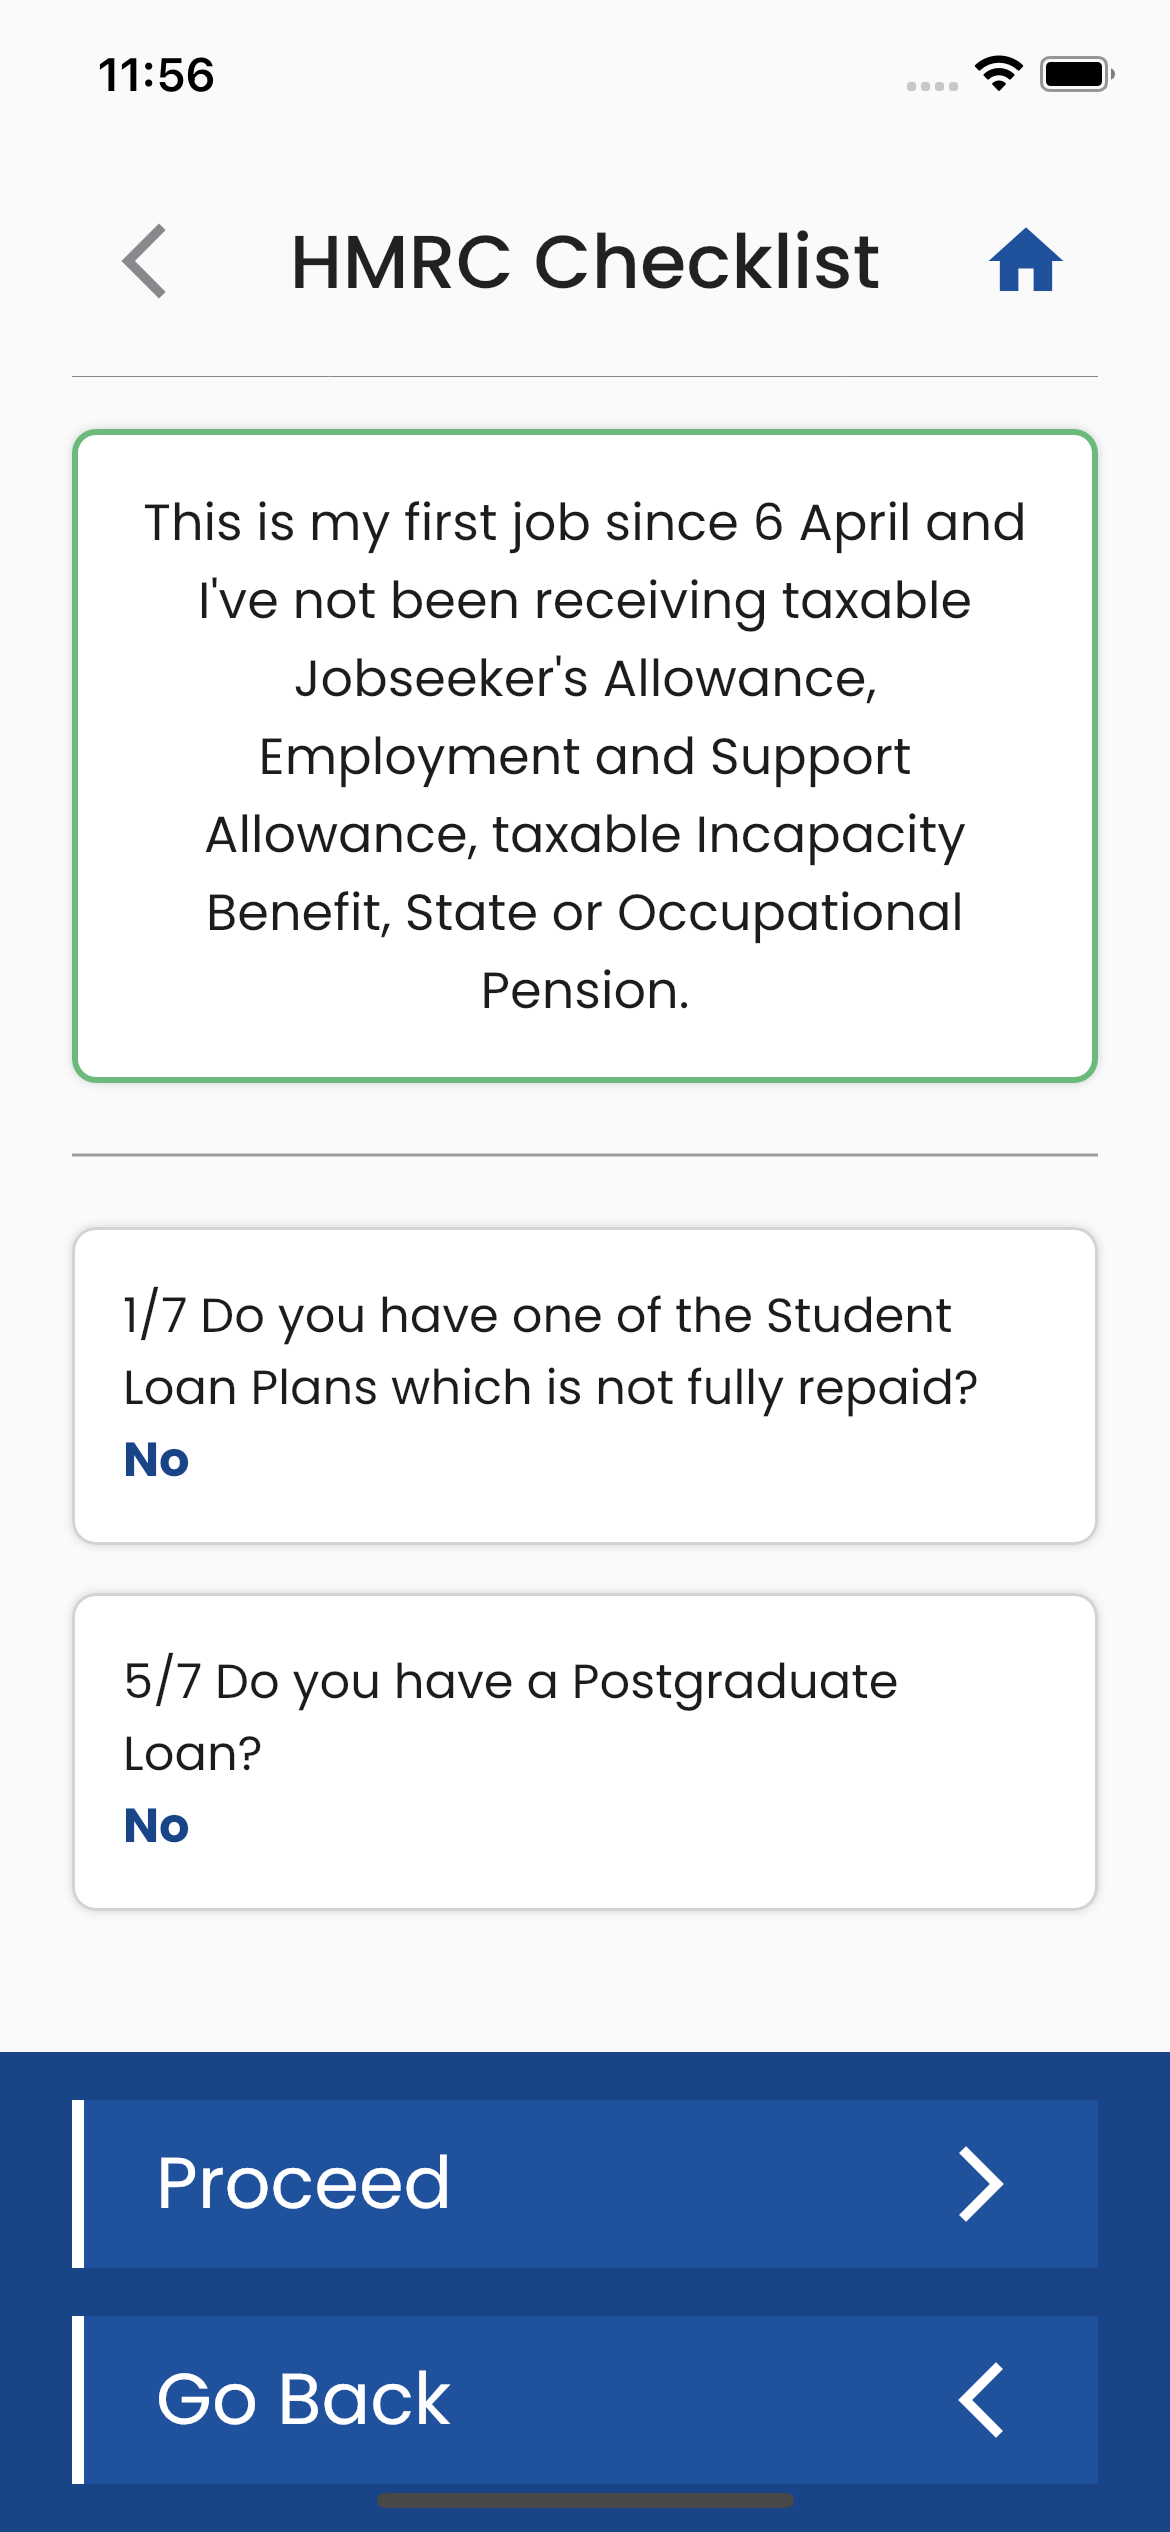 11:56
HMRC Checklist
This is my first job since 6 April and
I've not been receiving taxable
Jobseeker's Allowance,
Employment and Support
Allowance, taxable Incapacity
Benefit, State or Occupational
Pension.
1/7 Do you have one of the Student
Loan Plans which is not fully repaid?
No
5/7 Do you have a Postgraduate
Loan?
No
Proceed
Go Back